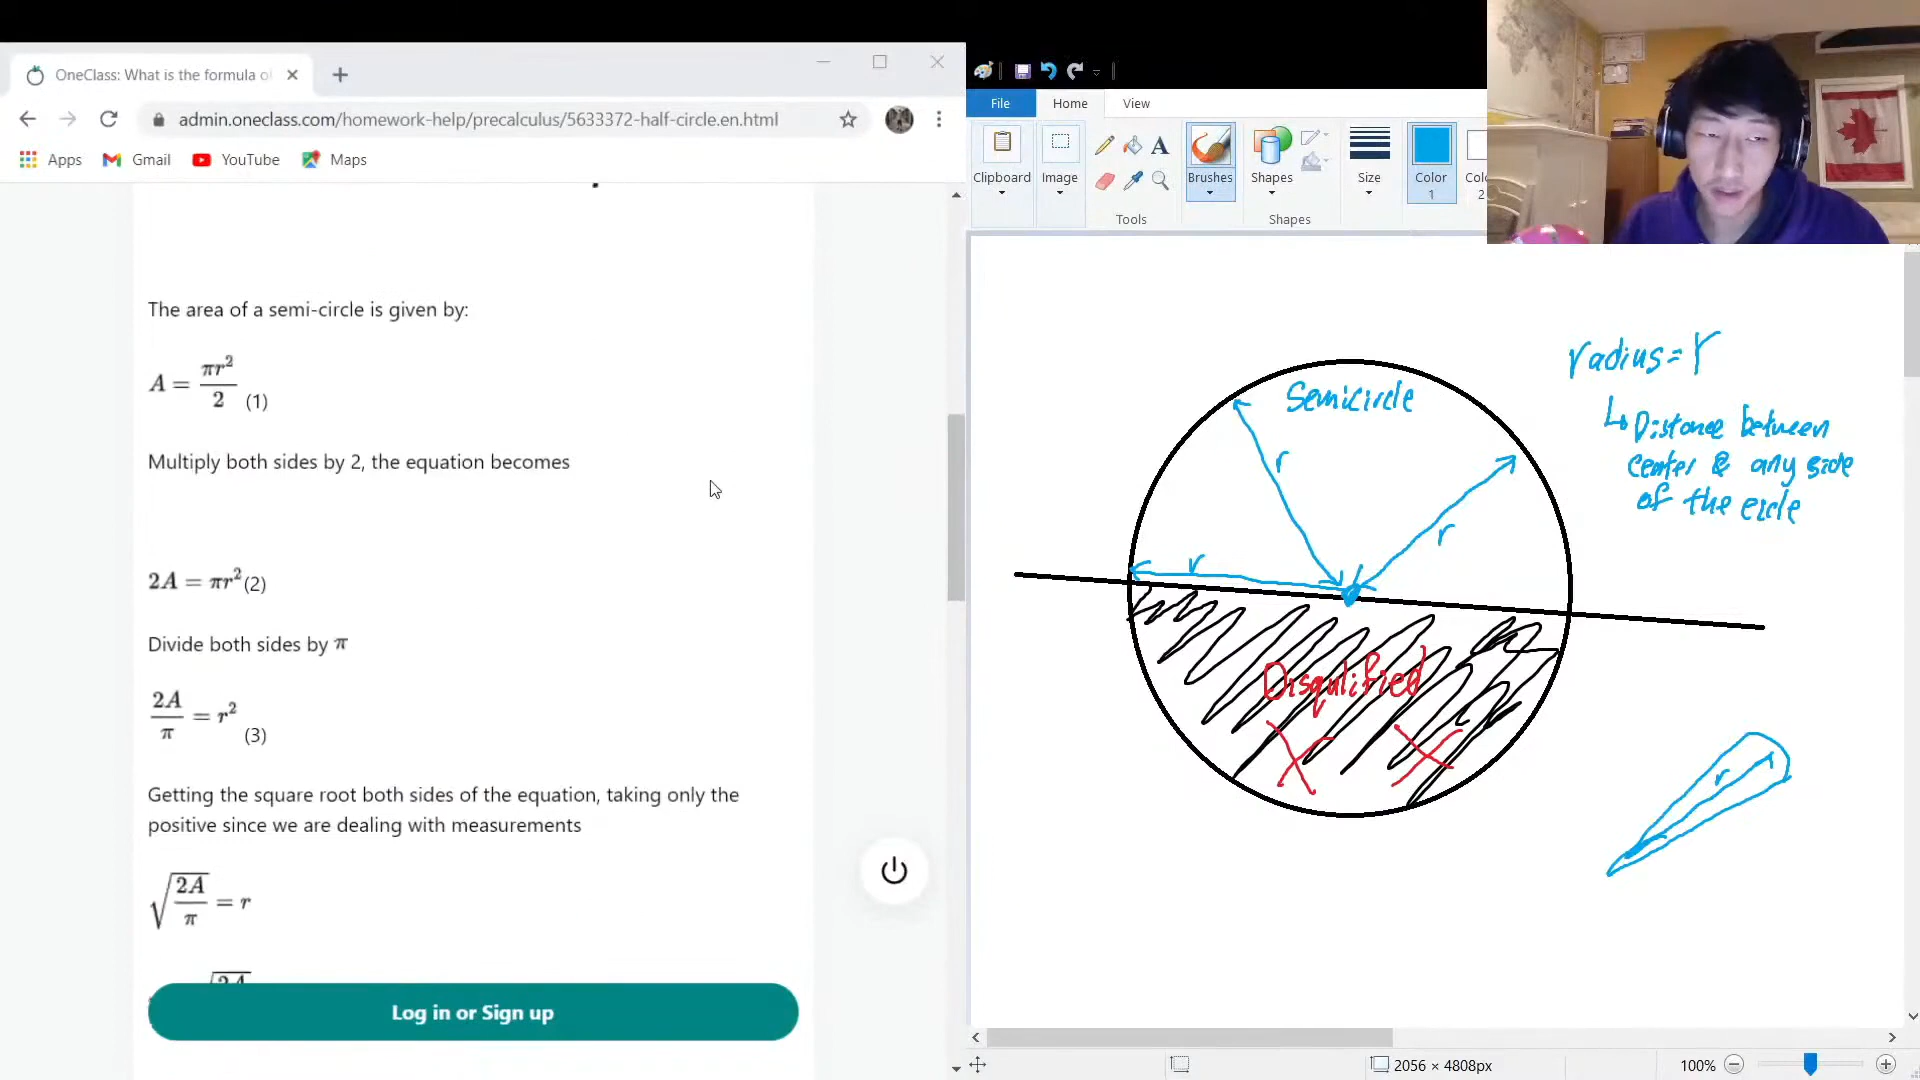 OneClass: What is the formula of
admin.oneclass.com/homework-help/precalculus/5633372-half-circle.en.html
Apps Gmail YouTube Maps
The area of a semi-circle is given by:
A = πr²/2 (1)
Multiply both sides by 2, the equation becomes
2A = πr² (2)
Divide both sides by π
2A/π = r² (3)
Getting the square root both sides of the equation, taking only the
positive since we are dealing with measurements
√(2A/π) = r
Log in or Sign up
File Home View
Clipboard
Image
Tools
Brushes
Shapes
Shapes
Size
Color
1
2
radius = r
Semicircle
Distance between
center & any side
of the circle
r
r
r
Disqulified
r
2056 × 4808px
100%